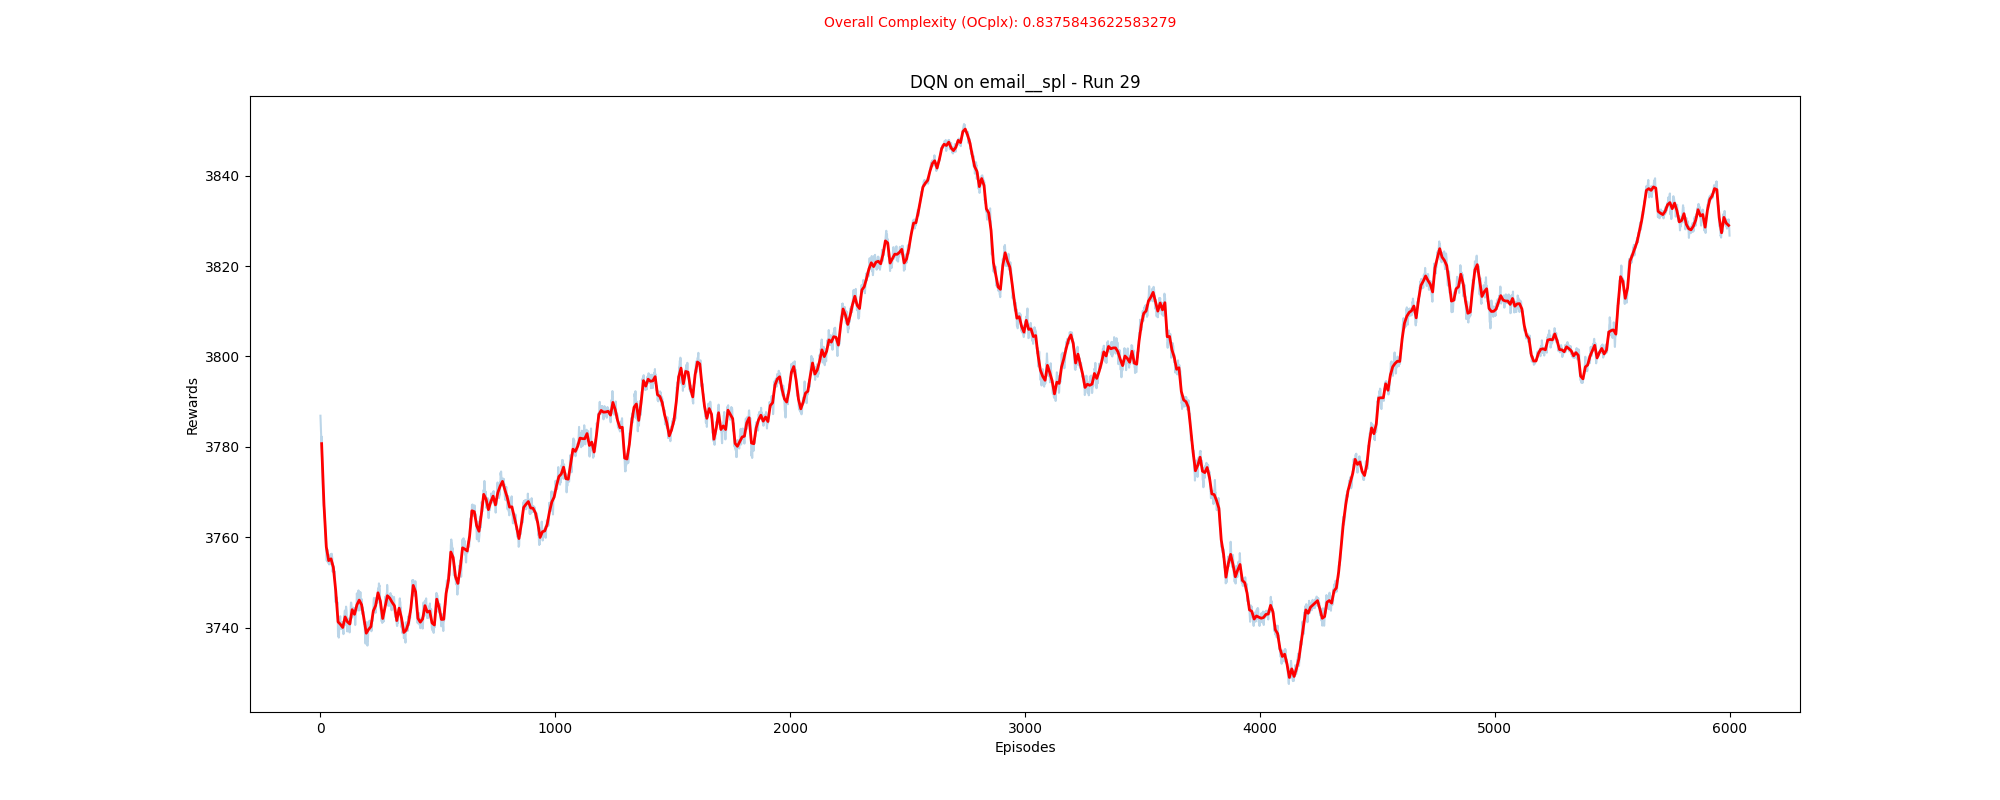 Overall Complexity (OCplx): 0.8375843622583279
DQN on email__spl - Run 29
Rewards
3840
3820
3800
3780
3760
3740
0 1000 2000 3000 4000 5000 6000
Episodes